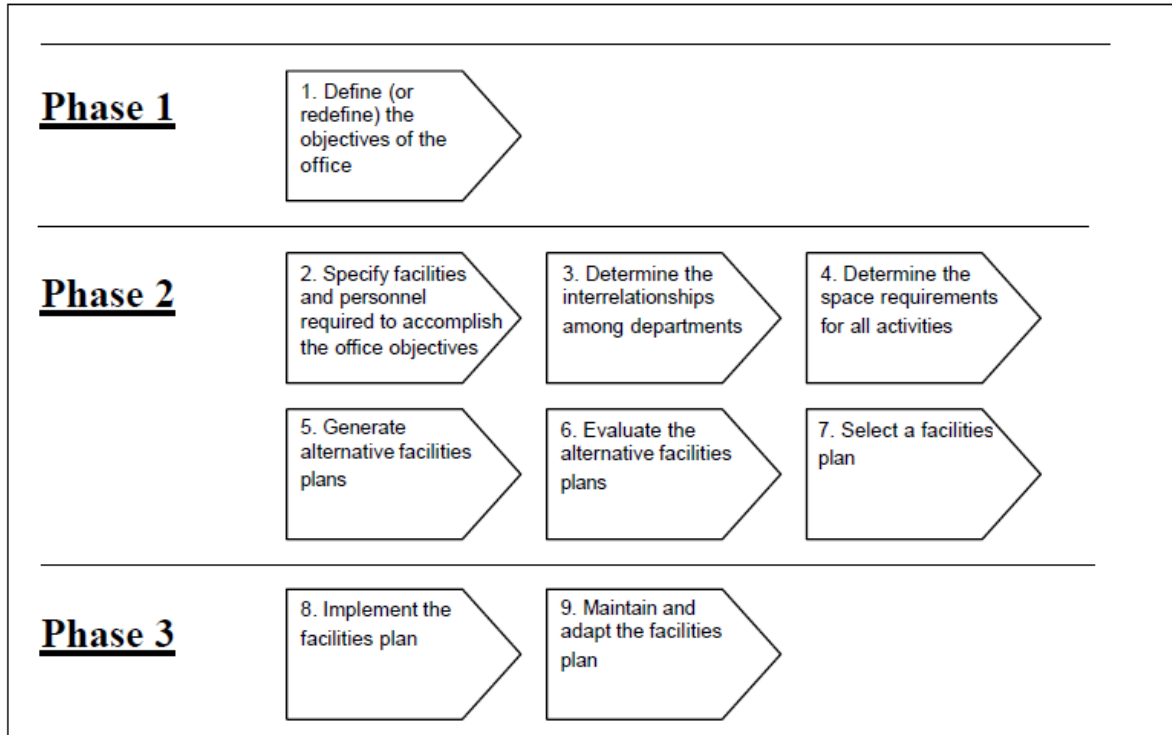 Phase 1
1. Define (or
redefine) the
objectives of the
office
Phase 2
2. Specify facilities
and personnel
required to accomplish
the office objectives
3. Determine the
interrelationships
among departments
4. Determine the
space requirements
for all activities
5. Generate
alternative facilities
plans
6. Evaluate the
alternative facilities
plans
7. Select a facilities
plan
Phase 3
8. Implement the
facilities plan
9. Maintain and
adapt the facilities
plan